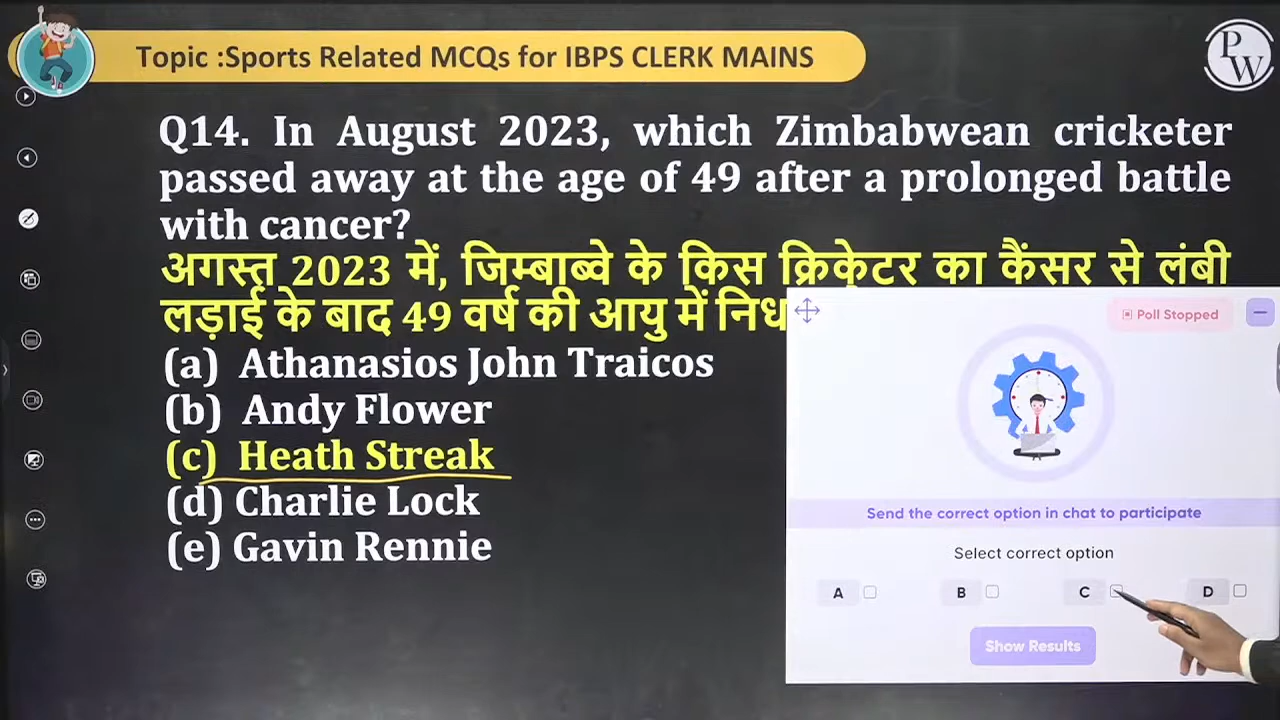 Topic :Sports Related MCQs for IBPS CLERK MAINS
PW
Q14. In August 2023, which Zimbabwean cricketer
passed away at the age of 49 after a prolonged battle
with cancer?
अगस्त 2023 में, जिम्बाब्वे के किस क्रिकेटर का कैंसर से लंबी
लड़ाई के बाद 49 वर्ष की आयु में निध
(a) Athanasios John Traicos
(b) Andy Flower
(c) Heath Streak
(d) Charlie Lock
(e) Gavin Rennie
Poll Stopped
Send the correct option in chat to participate
Select correct option
A B C D
Show Results